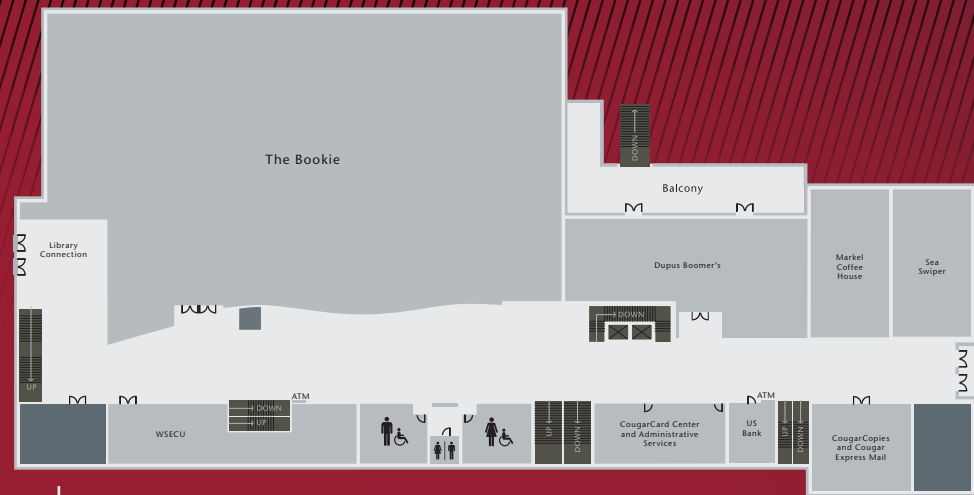 The Bookie
DOWN
Balcony
Library
Connection
Dupus Boomer's
Markel
Coffee
House
Sea
Swiper
DOWN
UP
ATM
DOWN
UP
WSECU
UP
DOWN
CougarCard Center
and Administrative
Services
ATM
US
Bank
UP
DOWN
CougarCopies
and Cougar
Express Mail